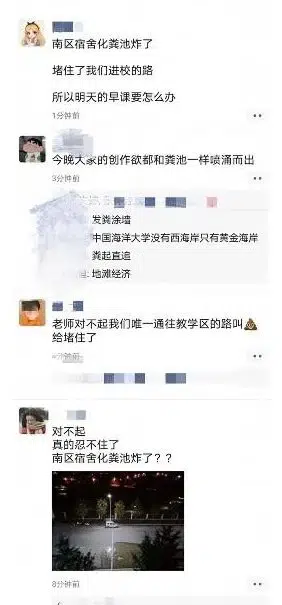 南区宿舍化粪池炸了
堵住了我们进校的路
所以明天的早课要怎么办
1分钟前
今晚大家的创作欲都和粪池一样喷涌而出
3分钟前
发粪涂墙
中国海洋大学没有西海岸只有黄金海岸
粪起直追
: 地滩经济
老师对不起我们唯一通往教学区的路叫💩
给堵住了
4分钟前
对不起
真的忍不住了
南区宿舍化粪池炸了？？
8分钟前